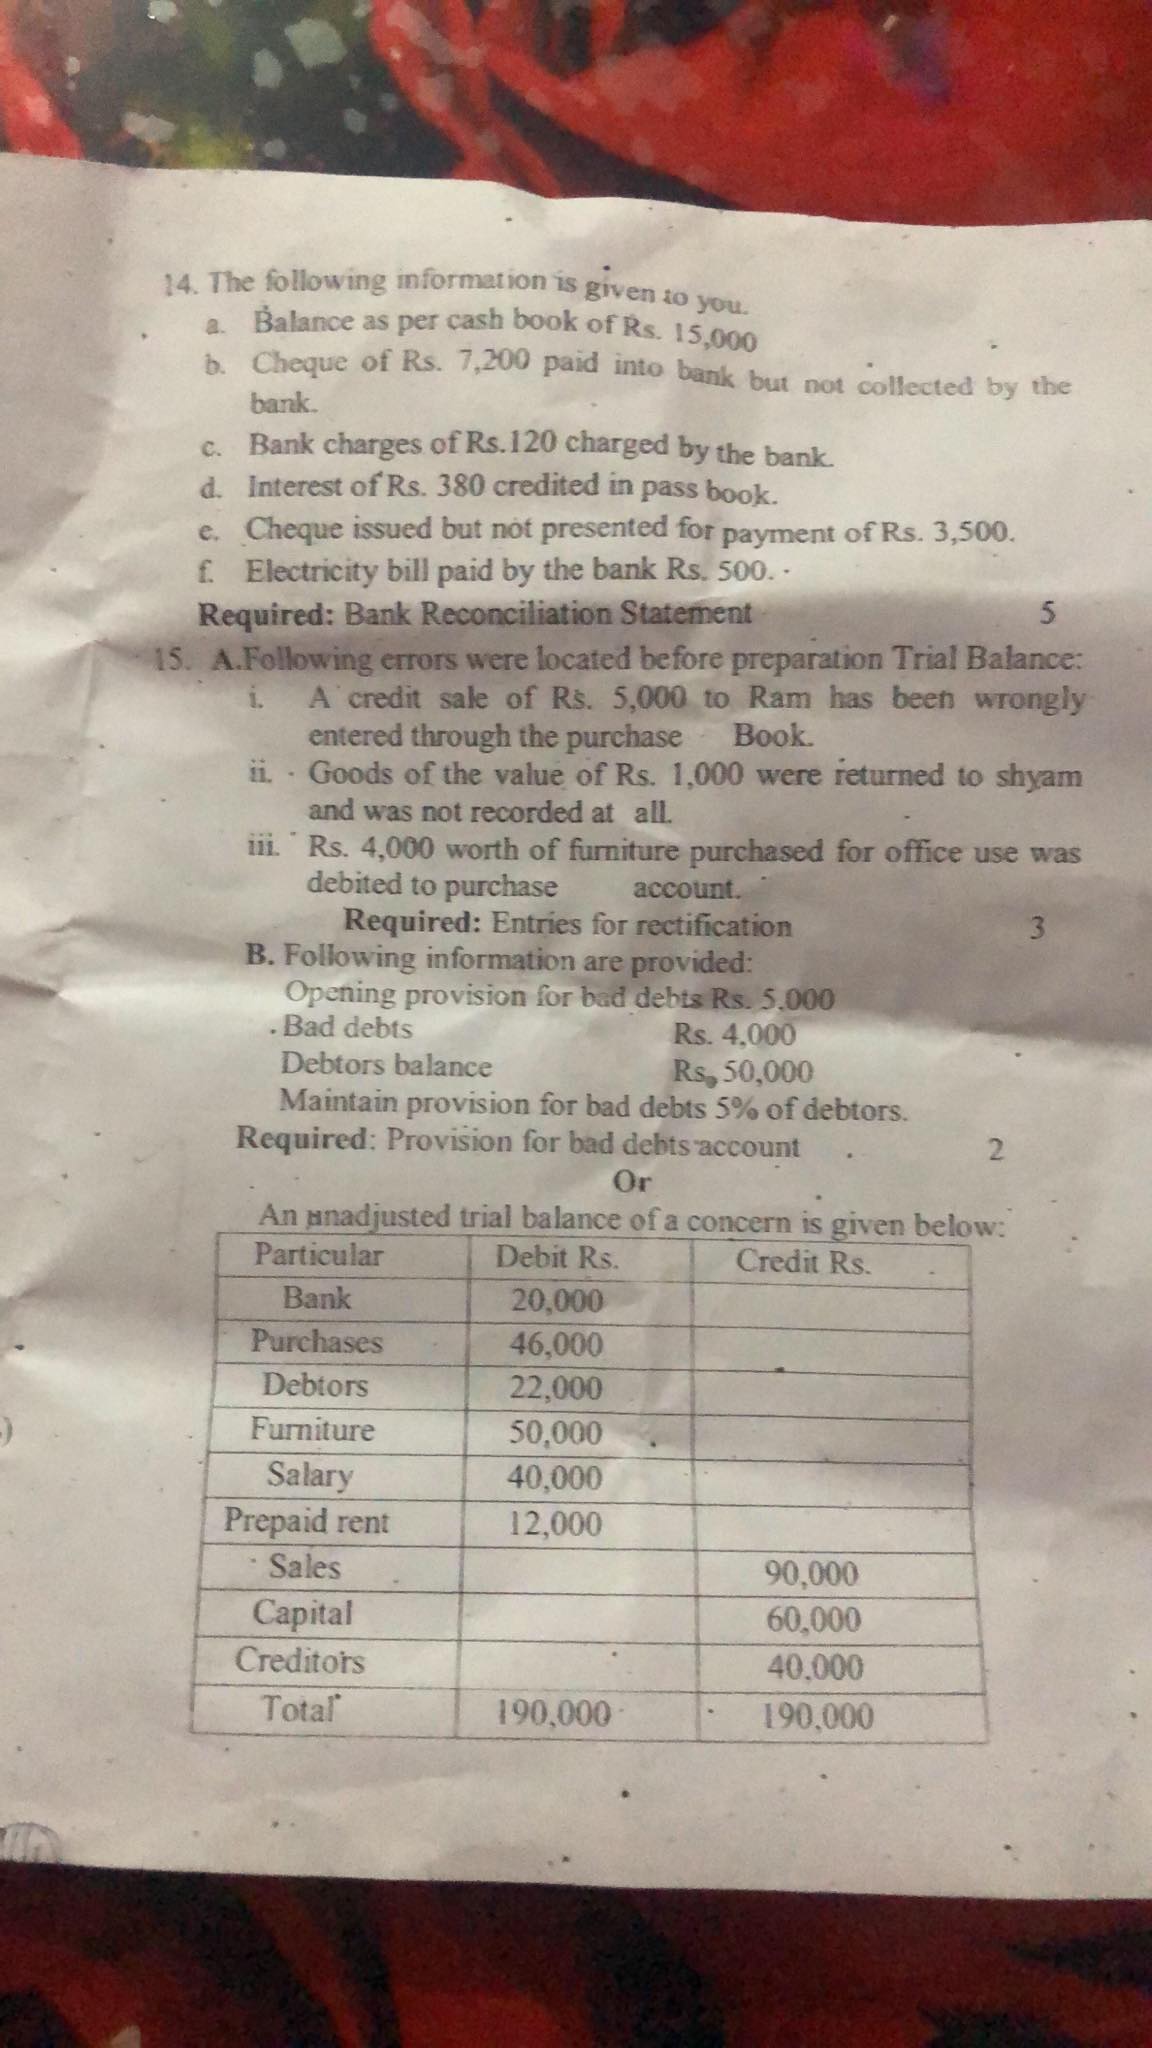 14. The following information is given to you.
a. Balance as per cash book of Rs. 15,000
b. Cheque of Rs. 7,200 paid into bank but not collected by the
bank.
c. Bank charges of Rs.120 charged by the bank.
d. Interest of Rs. 380 credited in pass book.
e. Cheque issued but not presented for payment of Rs. 3,500.
f. Electricity bill paid by the bank Rs. 500.
Required: Bank Reconciliation Statement 5
15. A.Following errors were located before preparation Trial Balance:
i. A credit sale of Rs. 5,000 to Ram has been wrongly
entered through the purchase Book.
ii. Goods of the value of Rs. 1,000 were returned to shyam
and was not recorded at all.
iii. Rs. 4,000 worth of furniture purchased for office use was
debited to purchase account.
Required: Entries for rectification 3
B. Following information are provided:
Opening provision for bad debts Rs. 5,000
Bad debts Rs. 4,000
Debtors balance Rs. 50,000
Maintain provision for bad debts 5% of debtors.
Required: Provision for bad debts account 2
Or
An unadjusted trial balance of a concern is given below:
Particular Debit Rs. Credit Rs.
Bank 20,000
Purchases 46,000
Debtors 22,000
Furniture 50,000
Salary 40,000
Prepaid rent 12,000
Sales 90,000
Capital 60,000
Creditors 40,000
Total 190,000 190,000